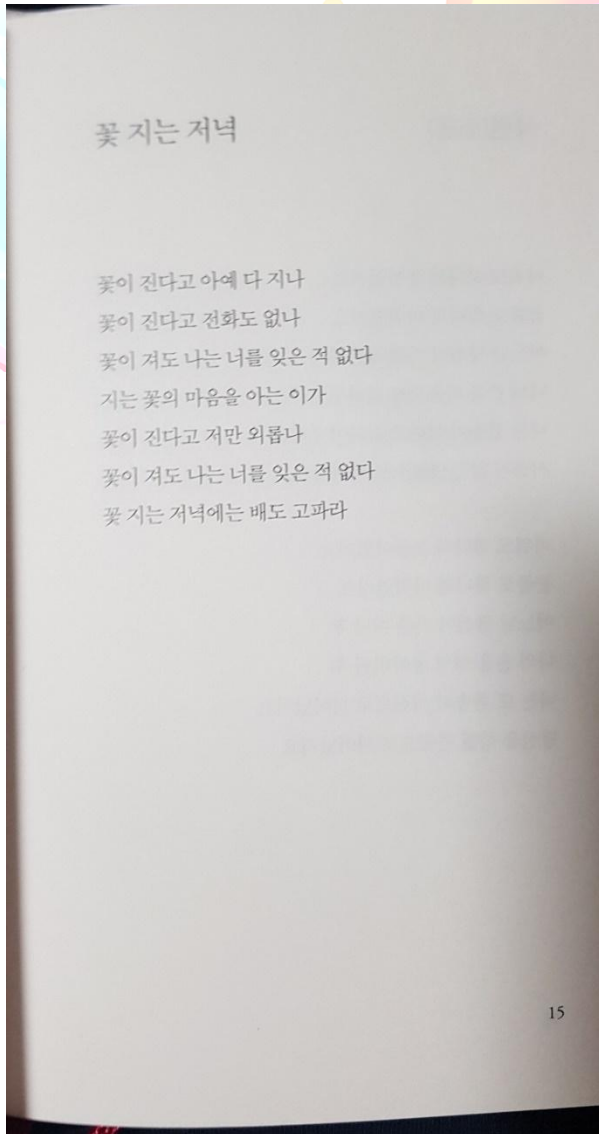 꽃 지는 저녁
꽃이 진다고 아예 다 지나
꽃이 진다고 전화도 없나
꽃이 져도 나는 너를 잊은 적 없다
지는 꽃의 마음을 아는 이가
꽃이 진다고 저만 외롭나
꽃이 져도 나는 너를 잊은 적 없다
꽃 지는 저녁에는 배도 고파라
15